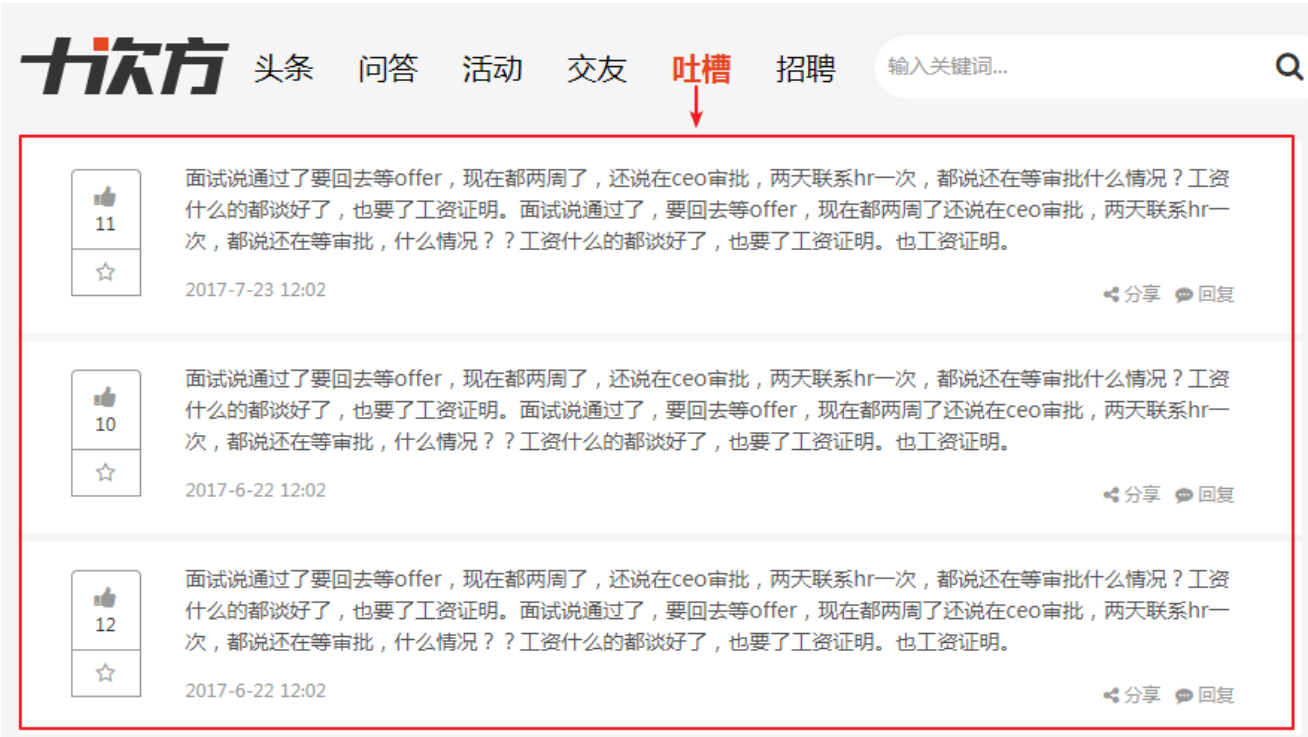 十次方 头条 问答 活动 交友 吐槽 招聘 输入关键词...
面试说通过了要回去等offer，现在都两周了，还说在ceo审批，两天联系hr一次，都说还在等审批什么情况？工资
11
什么的都谈好了，也要了工资证明。面试说通过了，要回去等offer，现在都两周了还说在ceo审批，两天联系hr一
次，都说还在等审批，什么情况？？工资什么的都谈好了，也要了工资证明。也工资证明。
2017-7-23 12:02 分享 回复
面试说通过了要回去等offer，现在都两周了，还说在ceo审批，两天联系hr一次，都说还在等审批什么情况？工资
10
什么的都谈好了，也要了工资证明。面试说通过了，要回去等offer，现在都两周了还说在ceo审批，两天联系hr一
次，都说还在等审批，什么情况？？工资什么的都谈好了，也要了工资证明。也工资证明。
2017-6-22 12:02 分享 回复
面试说通过了要回去等offer，现在都两周了，还说在ceo审批，两天联系hr一次，都说还在等审批什么情况？工资
12
什么的都谈好了，也要了工资证明。面试说通过了，要回去等offer，现在都两周了还说在ceo审批，两天联系hr一
次，都说还在等审批，什么情况？？工资什么的都谈好了，也要了工资证明。也工资证明。
2017-6-22 12:02 分享 回复